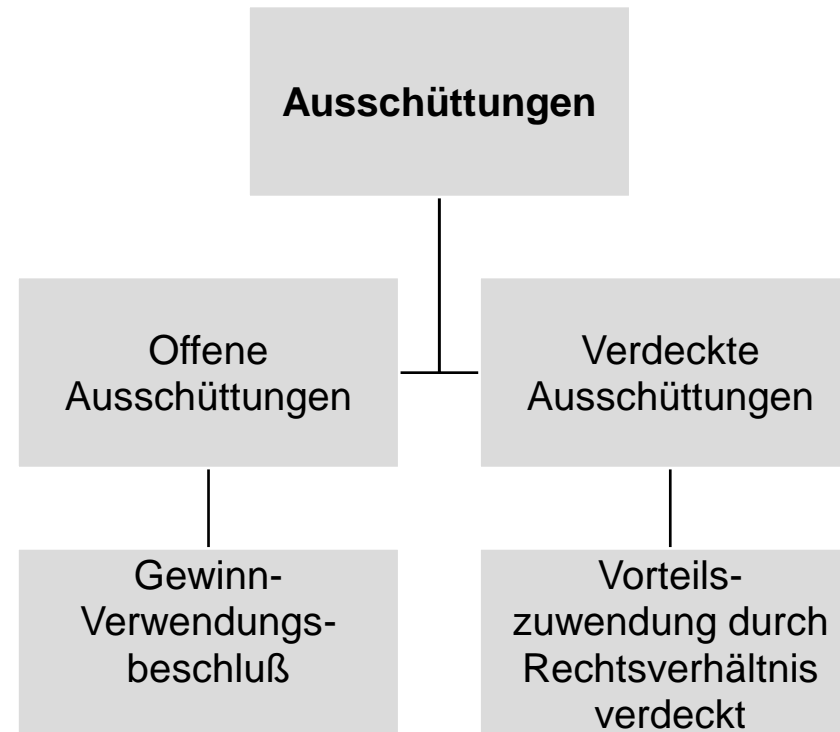 Ausschüttungen
Offene
Ausschüttungen
Verdeckte
Ausschüttungen
Gewinn-
Verwendungs-
beschluß
Vorteils-
zuwendung durch
Rechtsverhältnis
verdeckt